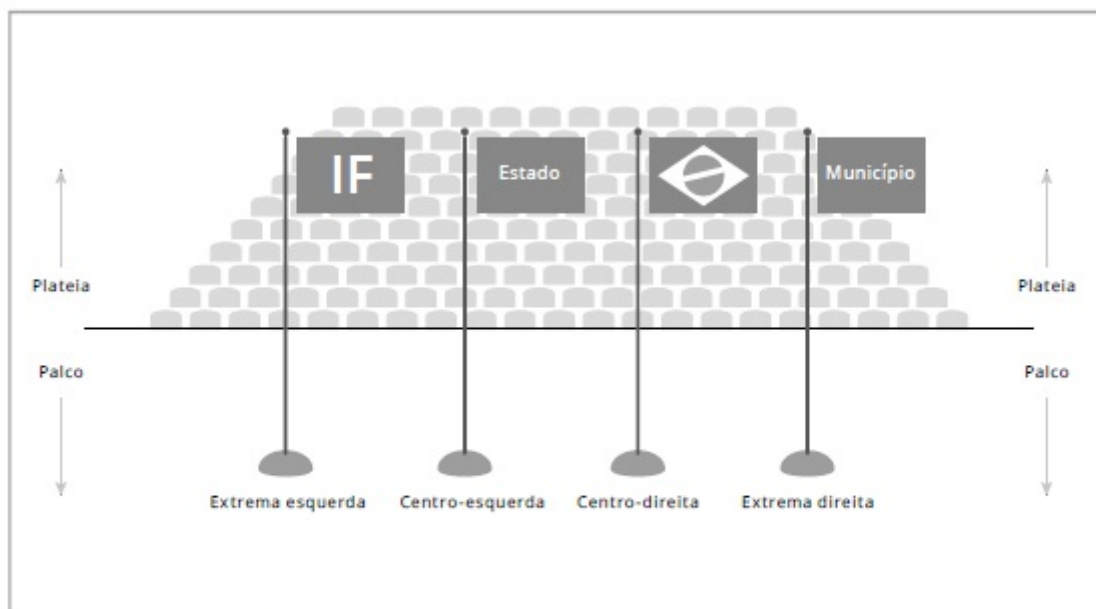 IF
Estado
Município
Plateia
Plateia
Palco
Palco
Extrema esquerda
Centro-esquerda
Centro-direita
Extrema direita